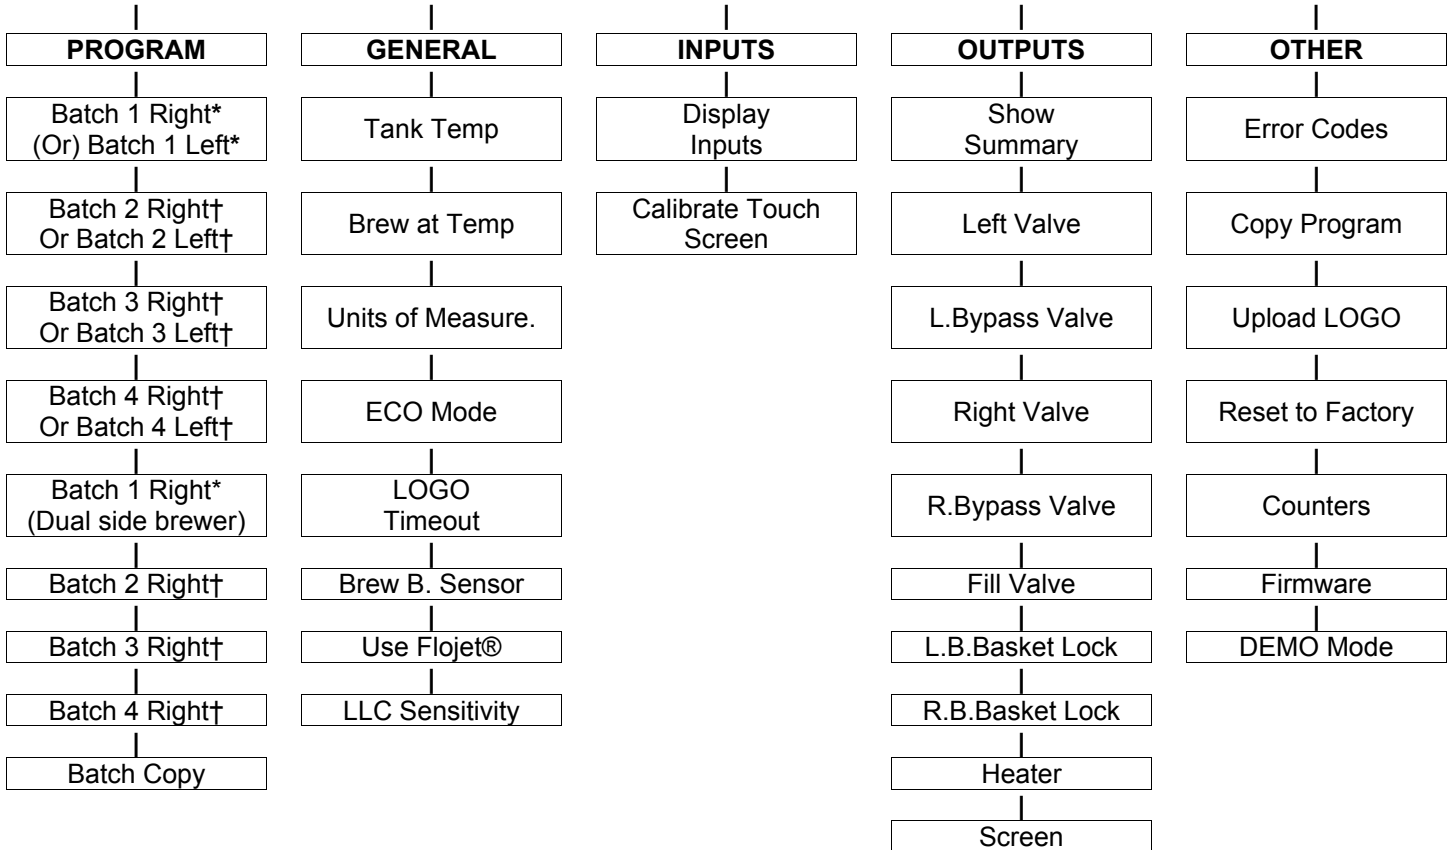 PROGRAM
Batch 1 Right*
(Or) Batch 1 Left*
Batch 2 Right†
Or Batch 2 Left†
Batch 3 Right†
Or Batch 3 Left†
Batch 4 Right†
Or Batch 4 Left†
Batch 1 Right*
(Dual side brewer)
Batch 2 Right†
Batch 3 Right†
Batch 4 Right†
Batch Copy
GENERAL
Tank Temp
Brew at Temp
Units of Measure.
ECO Mode
LOGO
Timeout
Brew B. Sensor
Use Flojet®
LLC Sensitivity
INPUTS
Display
Inputs
Calibrate Touch
Screen
OUTPUTS
Show
Summary
Left Valve
L.Bypass Valve
Right Valve
R.Bypass Valve
Fill Valve
L.B.Basket Lock
R.B.Basket Lock
Heater
Screen
OTHER
Error Codes
Copy Program
Upload LOGO
Reset to Factory
Counters
Firmware
DEMO Mode